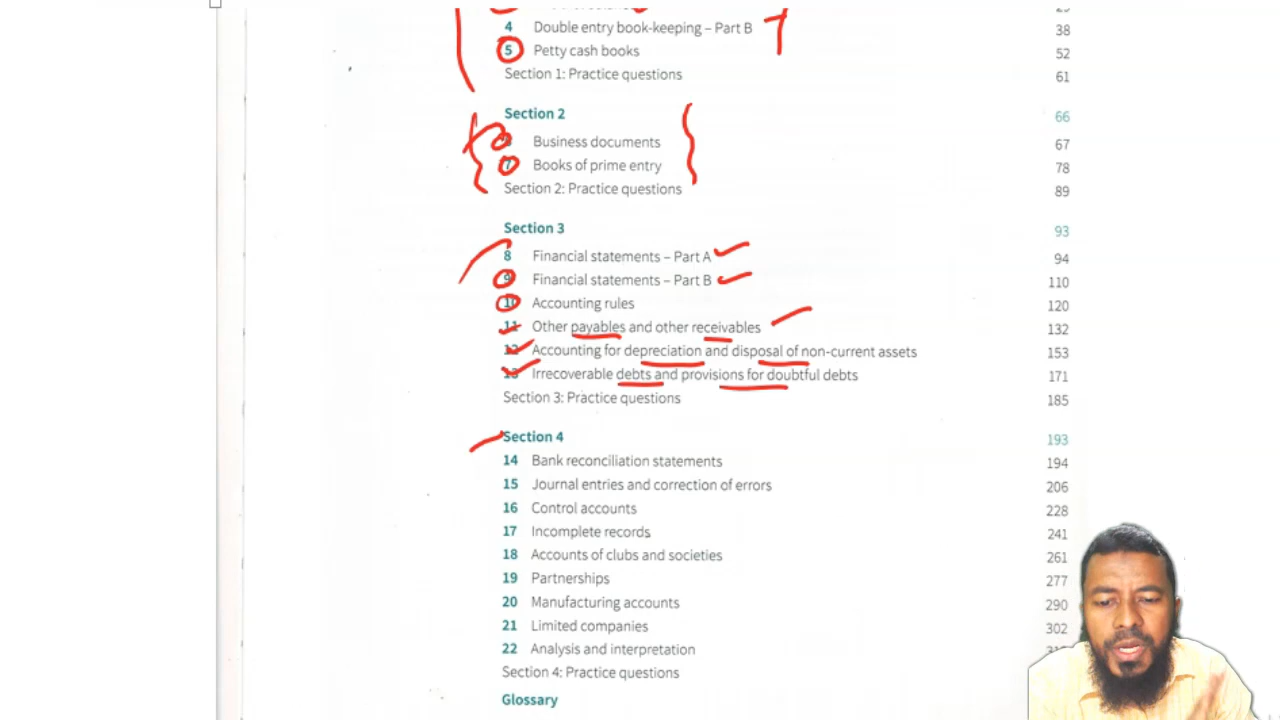 4 Double entry book-keeping – Part B 38
5 Petty cash books 52
Section 1: Practice questions 61
Section 2 66
Business documents 67
7 Books of prime entry 78
Section 2: Practice questions 89
Section 3 93
8 Financial statements – Part A 94
9 Financial statements – Part B 110
10 Accounting rules 120
11 Other payables and other receivables 132
12 Accounting for depreciation and disposal of non-current assets 153
13 Irrecoverable debts and provisions for doubtful debts 171
Section 3: Practice questions 185
Section 4 193
14 Bank reconciliation statements 194
15 Journal entries and correction of errors 206
16 Control accounts 228
17 Incomplete records 241
18 Accounts of clubs and societies 261
19 Partnerships 277
20 Manufacturing accounts 290
21 Limited companies 302
22 Analysis and interpretation
Section 4: Practice questions
Glossary